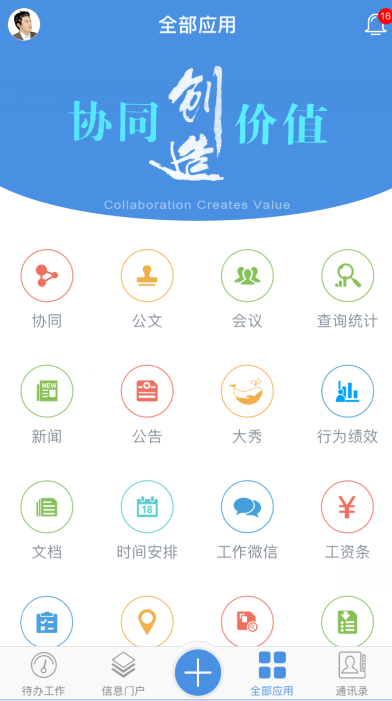 全部应用
16
协同创造价值
Collaboration Creates Value
协同
公文
会议
查询统计
NEW
新闻
公告
大秀
行为绩效
18
¥
文档
时间安排
工作微信
工资条
待办工作
信息门户
全部应用
通讯录